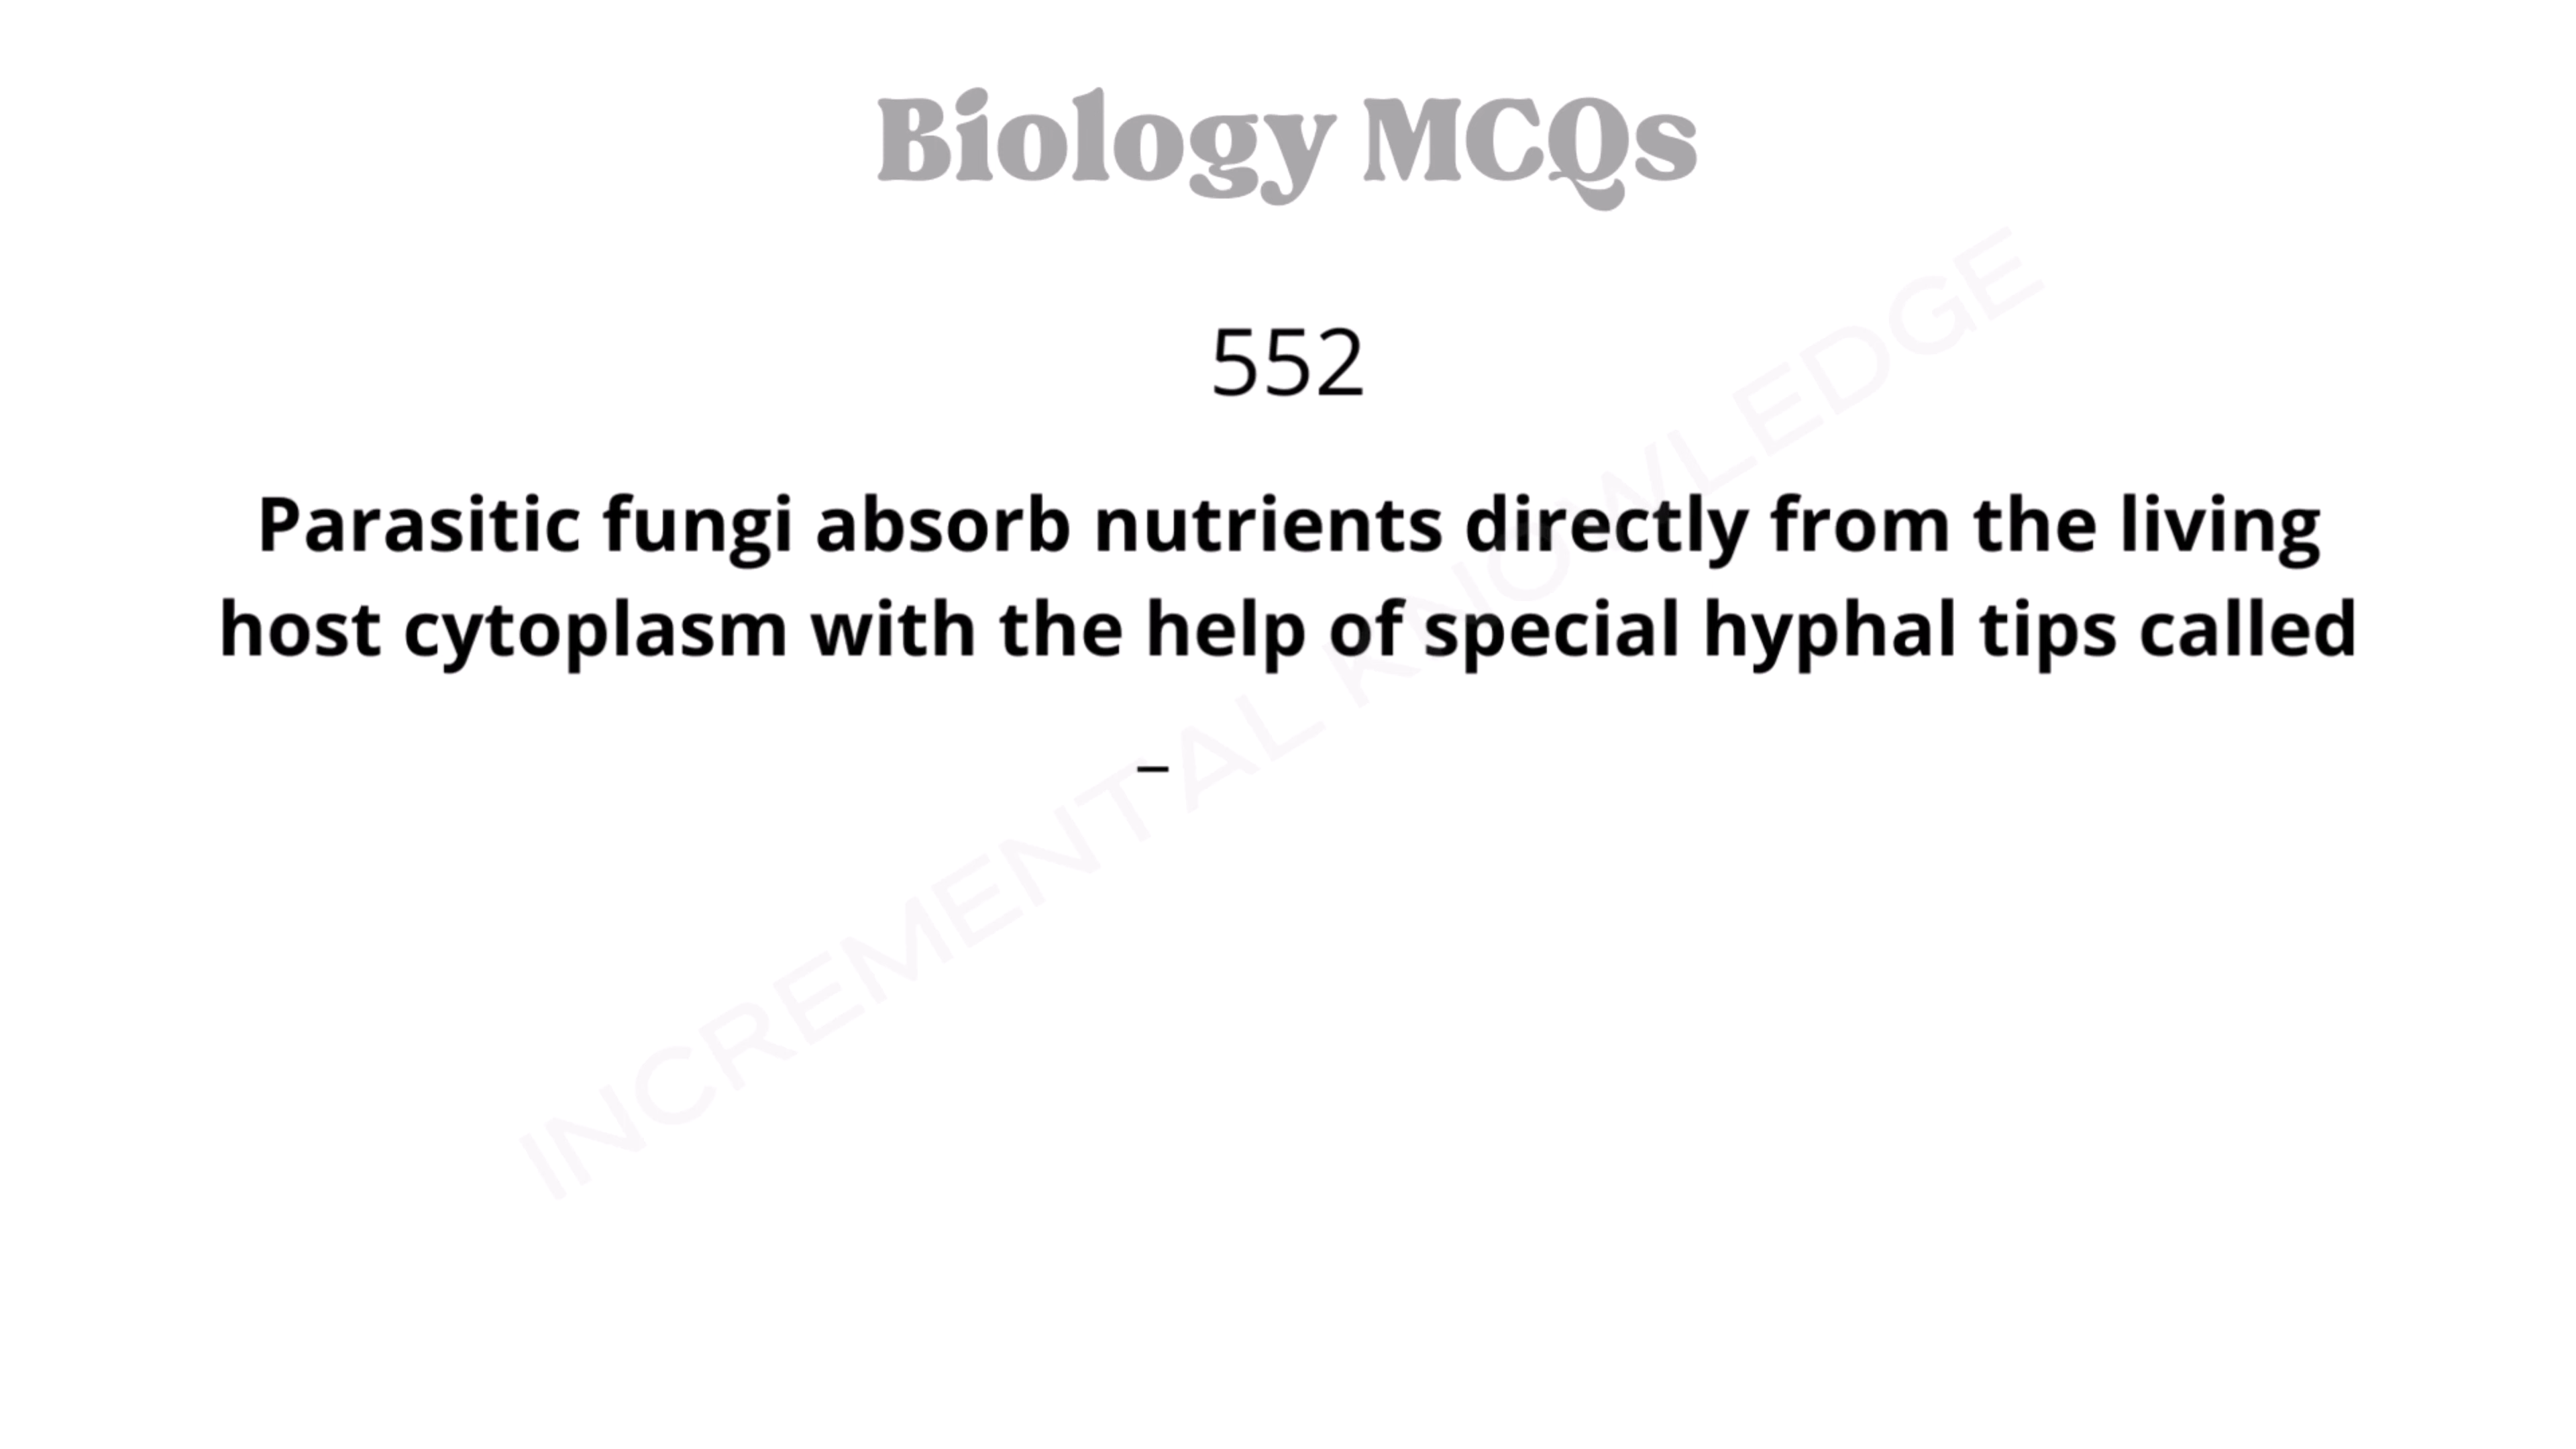 Biology MCQs
552
Parasitic fungi absorb nutrients directly from the living
host cytoplasm with the help of special hyphal tips called
–
INCREMENTAL KNOWLEDGE